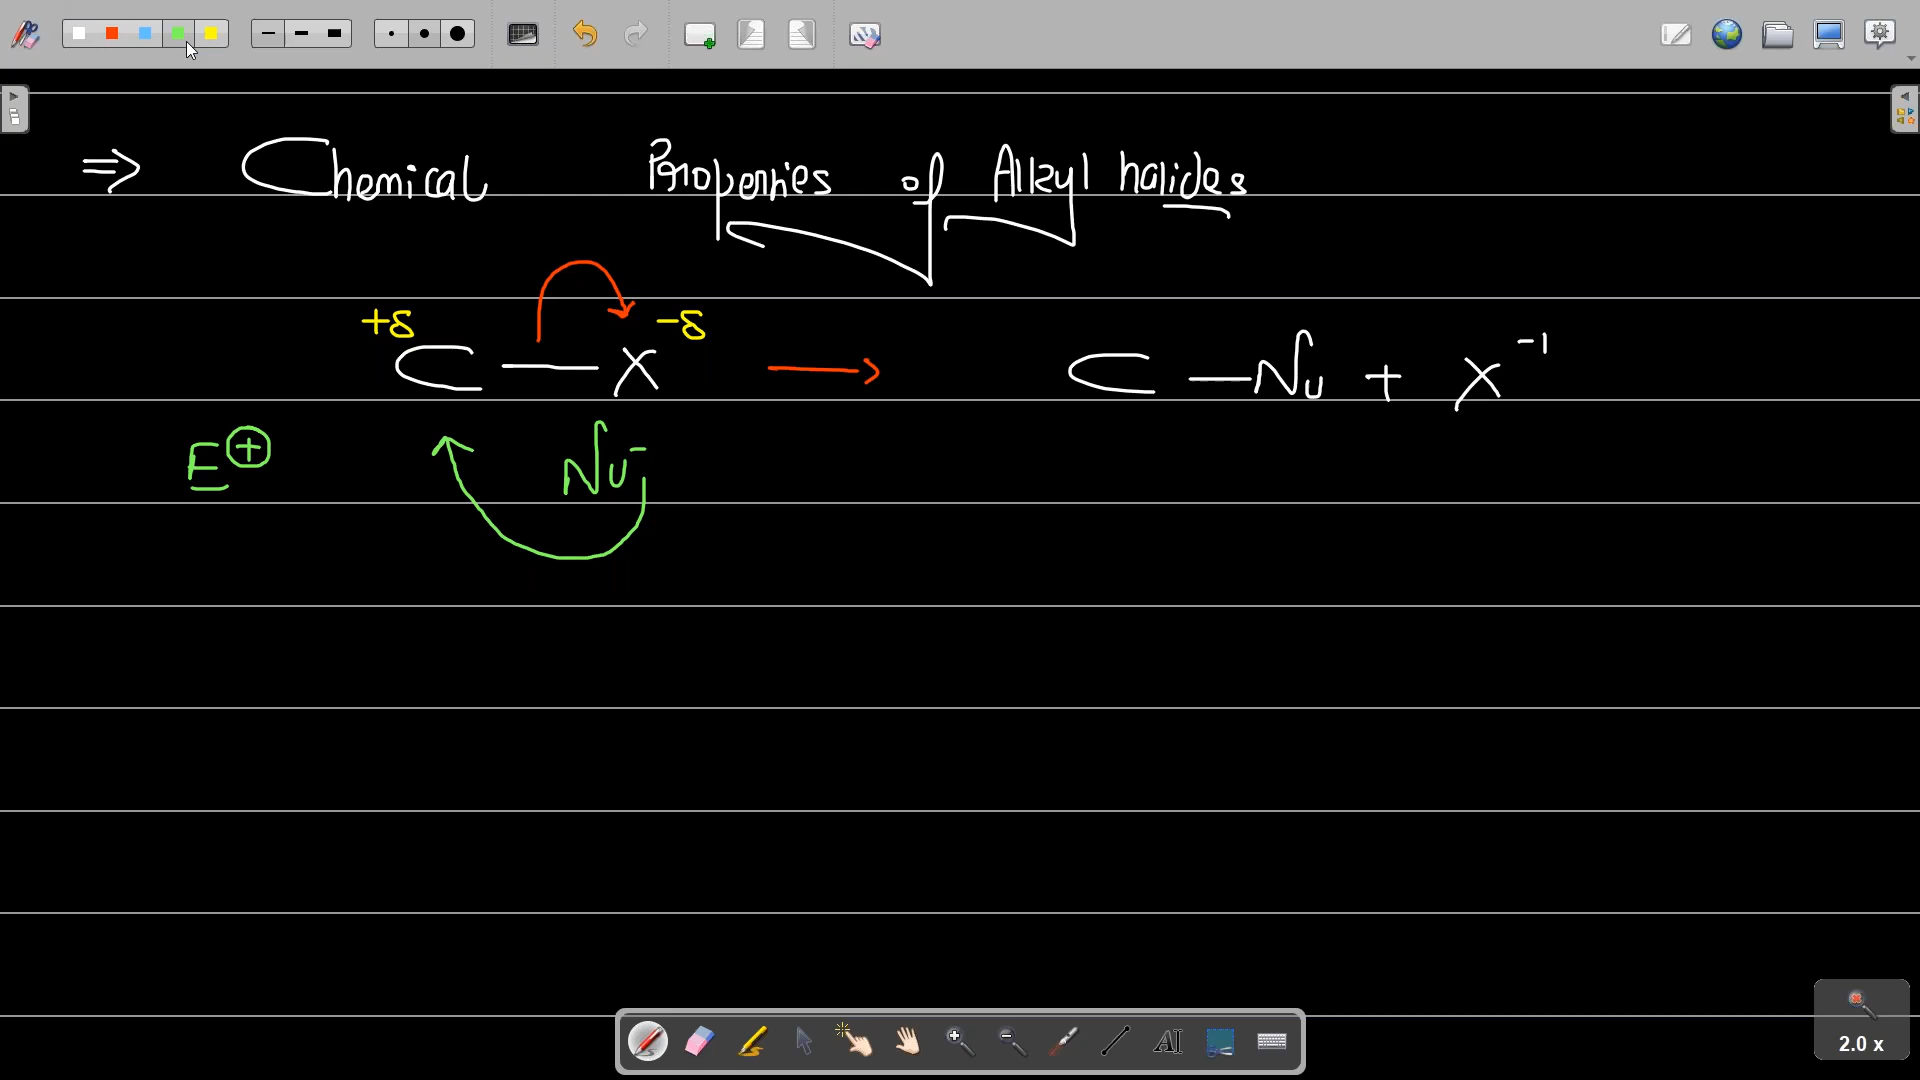 ⇒ Chemical Properties of Alkyl halides
+δ -δ
C — X → C — Nu + X⁻¹
E⊕ Nu⁻
2.0 x